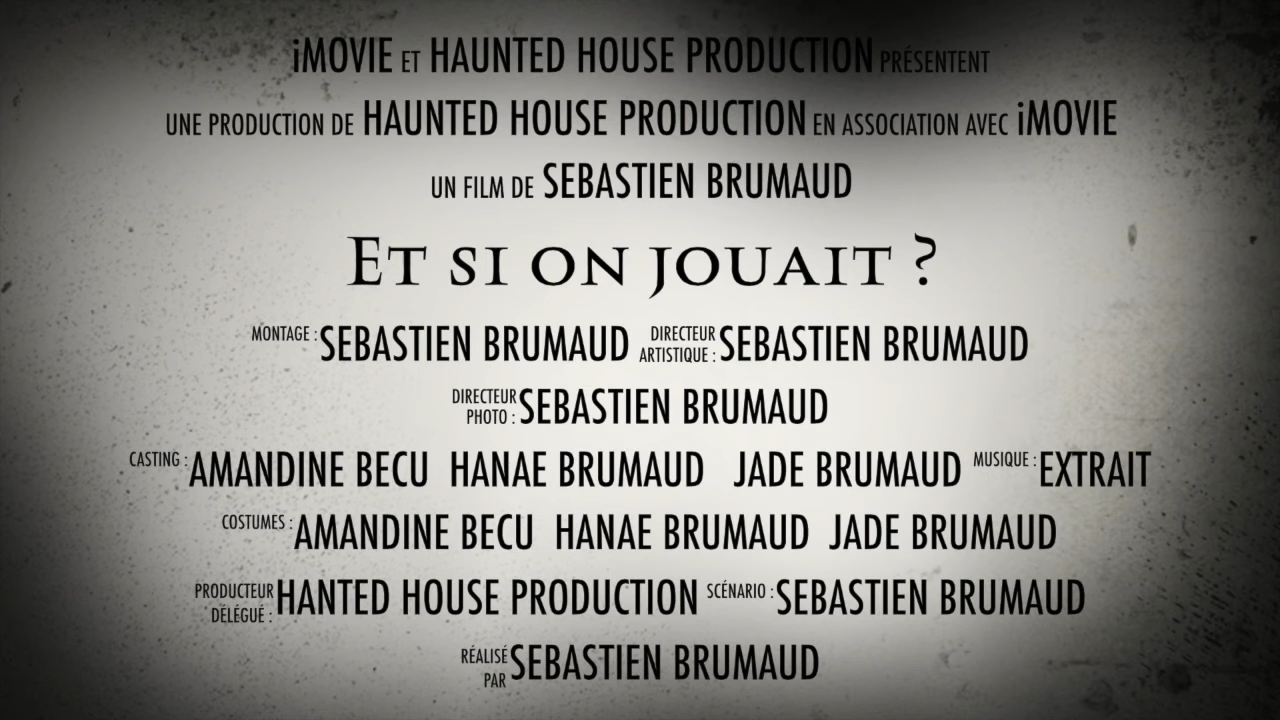 iMOVIE ET HAUNTED HOUSE PRODUCTION PRÉSENTENT
UNE PRODUCTION DE HAUNTED HOUSE PRODUCTION EN ASSOCIATION AVEC iMOVIE
UN FILM DE SEBASTIEN BRUMAUD
ET SI ON JOUAIT ?
MONTAGE : SEBASTIEN BRUMAUD DIRECTEUR ARTISTIQUE : SEBASTIEN BRUMAUD
DIRECTEUR PHOTO : SEBASTIEN BRUMAUD
CASTING : AMANDINE BECU HANAE BRUMAUD JADE BRUMAUD MUSIQUE : EXTRAIT
COSTUMES : AMANDINE BECU HANAE BRUMAUD JADE BRUMAUD
PRODUCTEUR DÉLÉGUÉ : HANTED HOUSE PRODUCTION SCÉNARIO : SEBASTIEN BRUMAUD
RÉALISÉ PAR SEBASTIEN BRUMAUD